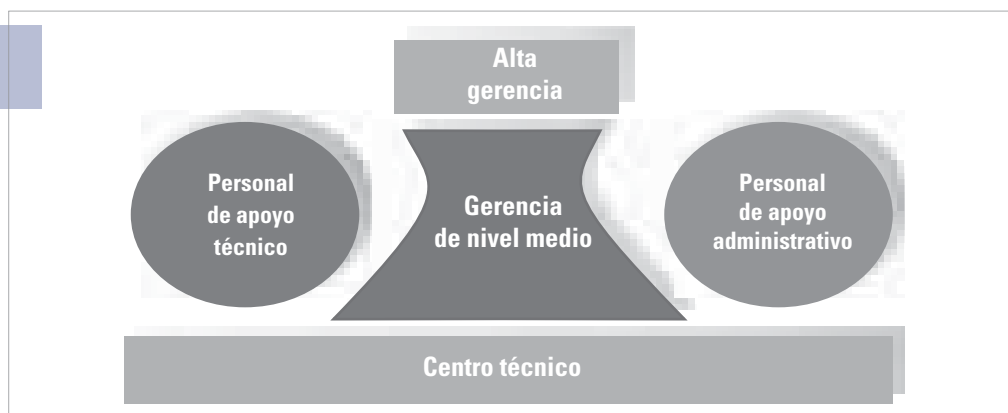 Alta
gerencia
Personal
de apoyo
técnico
Gerencia
de nivel medio
Personal
de apoyo
administrativo
Centro técnico